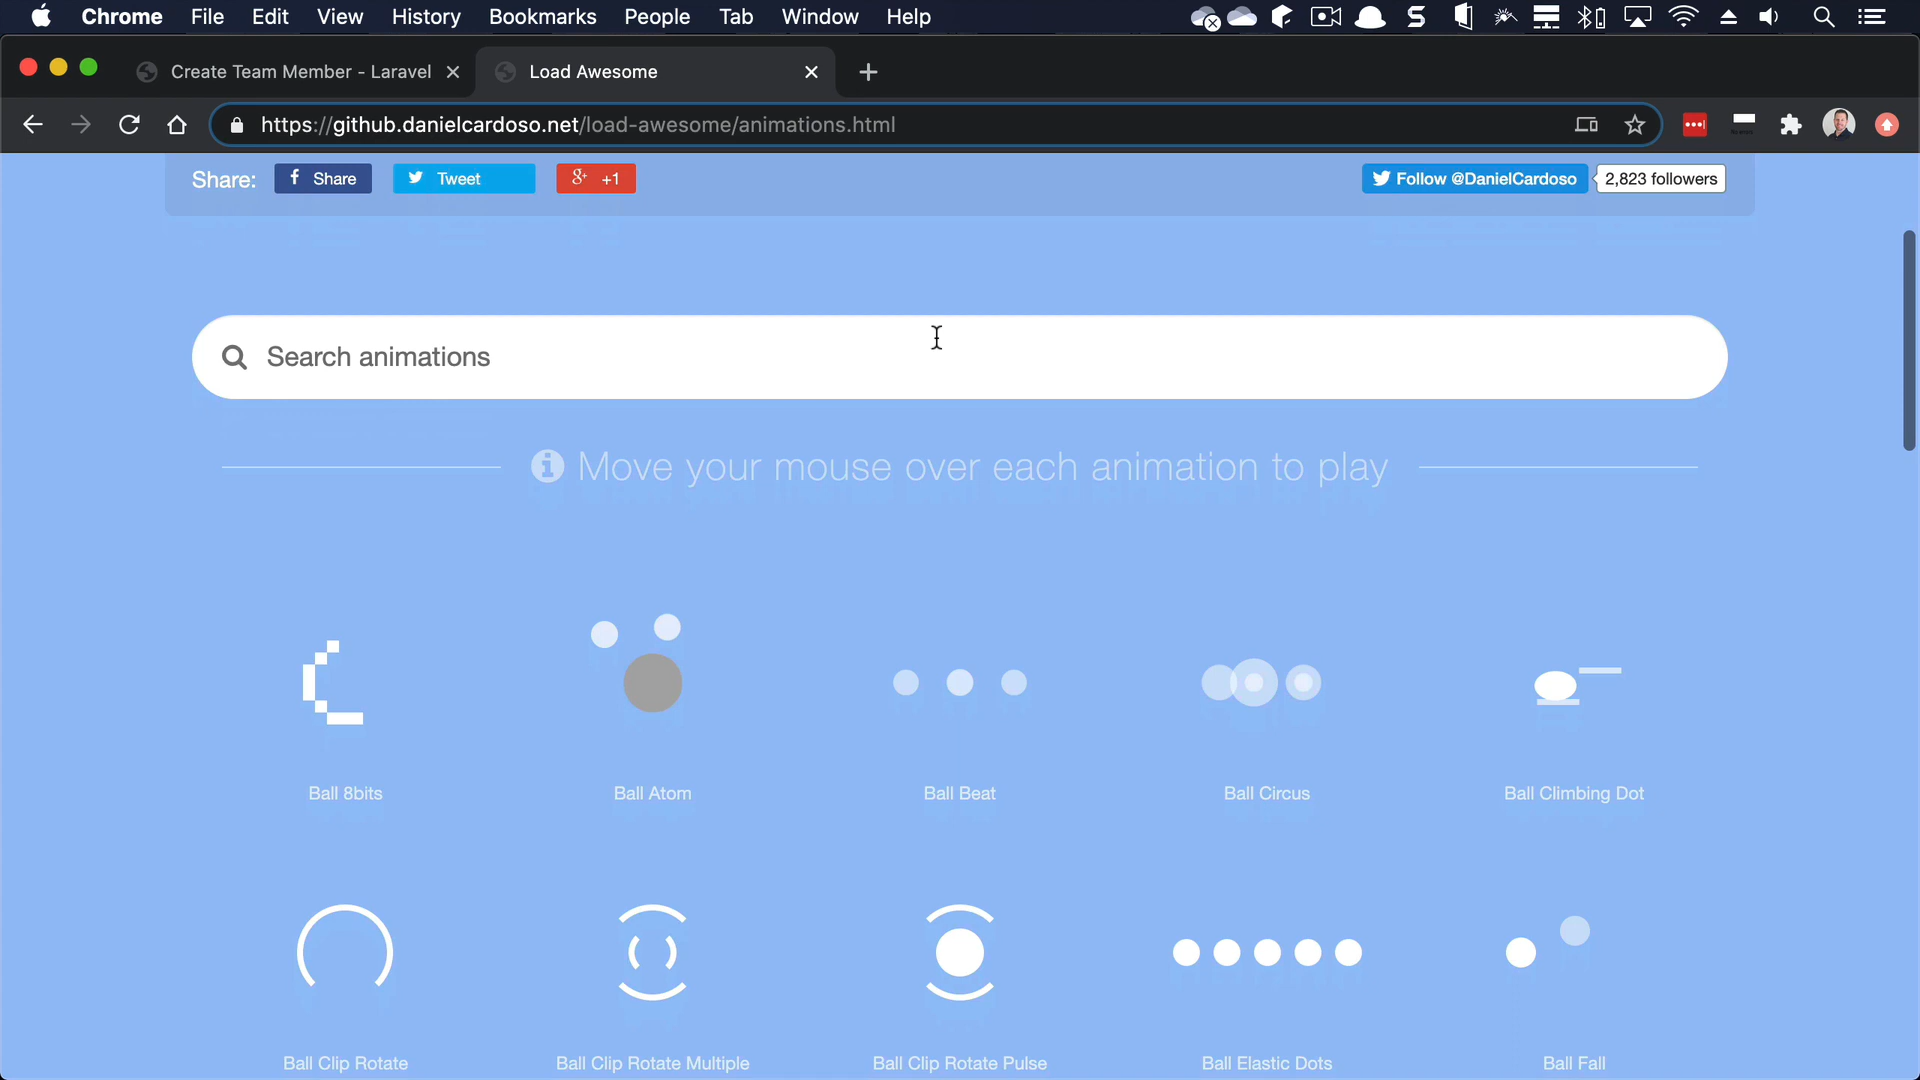 Chrome File Edit View History Bookmarks People Tab Window Help
Create Team Member - Laravel
Load Awesome
https://github.danielcardoso.net/load-awesome/animations.html
Share: Share Tweet +1 Follow @DanielCardoso 2,823 followers
Search animations
Move your mouse over each animation to play
Ball 8bits Ball Atom Ball Beat Ball Circus Ball Climbing Dot
Ball Clip Rotate Ball Clip Rotate Multiple Ball Clip Rotate Pulse Ball Elastic Dots Ball Fall